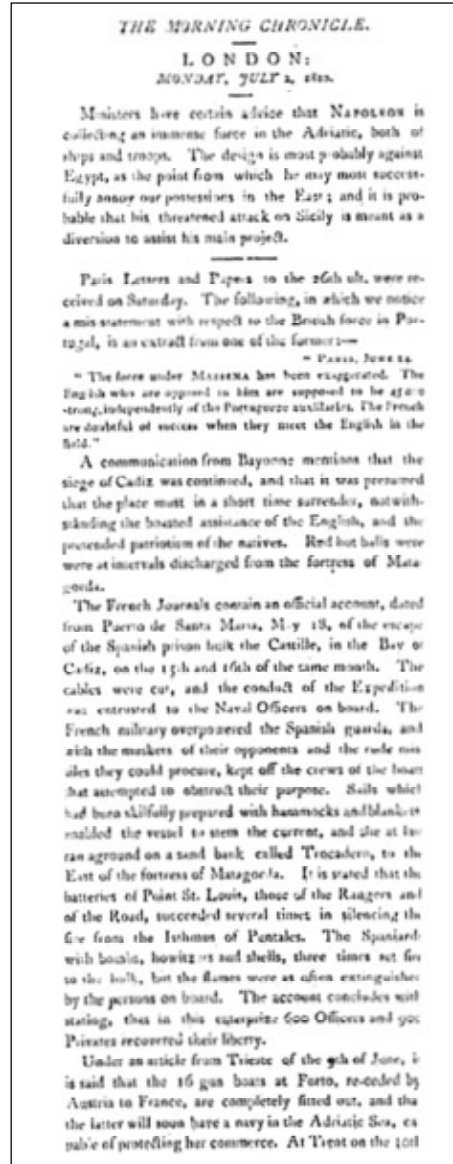 THE MORNING CHRONICLE.
LONDON:
MONDAY, JULY 2, 1810.
Ministers have certain advice that NAPOLEON is
collecting an immense force in the Adriatic, both of
ships and troops. The design is most probably against
Egypt, as the point from which he may most success-
fully annoy our possessions in the East; and it is pro-
bable that his threatened attack on Sicily is meant as a
diversion to assist his main project.
Paris Letters and Papers to the 26th ult. were re-
ceived on Saturday. The following, in which we notice
a mis statement with respect to the British force in Por-
tugal, is an extract from one of the former:—
" PARIS, JUNE 24
" The force under MASSENA has been exaggerated. The
English who are opposed to him are supposed to be
strong, independently of the Portugueze auxiliaries. The French
are doubtful of success when they meet the English in the
field."
A communication from Bayonne mentions that the
siege of Cadiz was continued, and that it was presumed
that the place must in a short time surrender, notwith-
standing the boasted assistance of the English, and the
pretended patriotism of the natives. Red hot balls were
were at intervals discharged from the fortress of Mata-
gorda.
The French Journals contain an official account, dated
from Puerto de Santa Maria, May 18, of the escape
of the Spanish prison hulk the Castille, in the Bay of
Cadiz, on the 15th and 16th of the same month. The
cables were cut, and the conduct of the Expedition
was entrusted to the Naval Officers on board. The
French military overpowered the Spanish guards, and
with the muskets of their opponents and the rude mis
siles they could procure, kept off the crews of the boats
that attempted to obstruct their purpose. Sails which
had been skilfully prepared with hammocks and blankets
enabled the vessel to stem the current, and she at las
ran aground on a sand bank called Trocadero, to the
East of the fortress of Matagorda. It is stated that the
batteries of Point St. Louis, those of the Rangers and
of the Road, succeeded several times in silencing the
fire from the Isthmus of Pontales. The Spaniards
with bombs, howitzers and shells, three times set fire
to the hulk, but the flames were as often extinguished
by the persons on board. The account concludes with
stating, that in this enterprize 600 Officers and 900
Privates recovered their liberty.
Under an article from Trieste of the 9th of June, it
is said that the 16 gun boats at Porto, re-ceded by
Austria to France, are completely fitted out, and tha
the latter will soon have a navy in the Adriatic Sea, ca
pable of protecting her commerce. At Trent on the